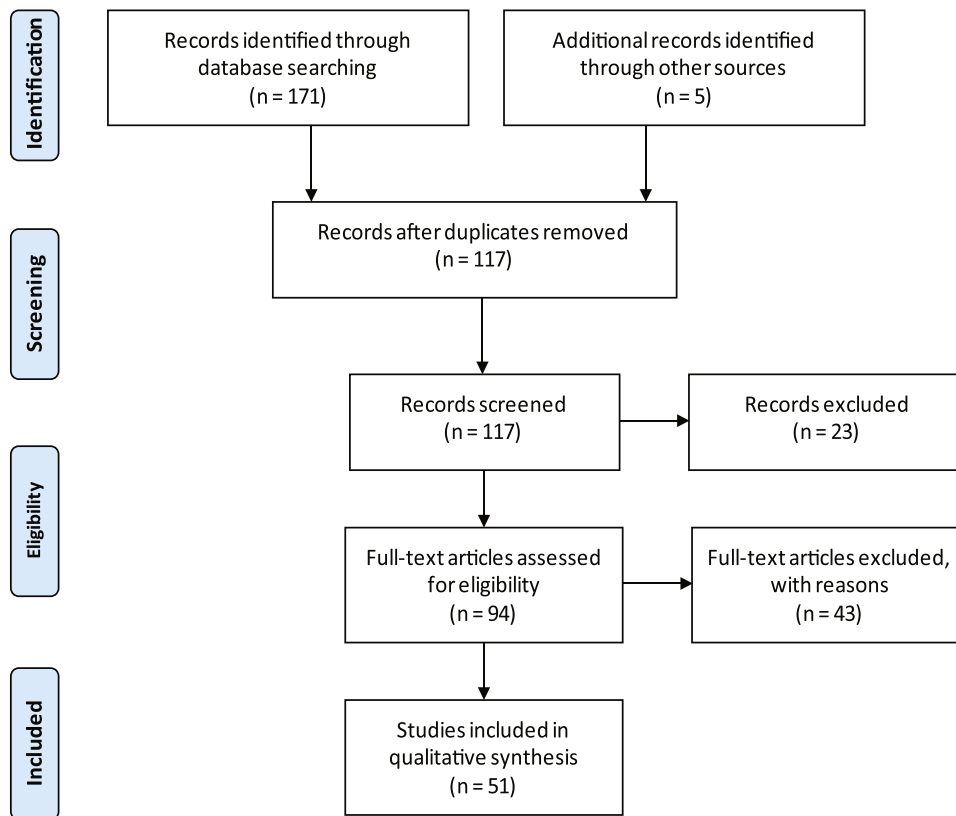 Identification
Records identified through
database searching
(n = 171)
Additional records identified
through other sources
(n = 5)
Screening
Records after duplicates removed
(n = 117)
Records screened
(n = 117)
Records excluded
(n = 23)
Eligibility
Full-text articles assessed
for eligibility
(n = 94)
Full-text articles excluded,
with reasons
(n = 43)
Included
Studies included in
qualitative synthesis
(n = 51)